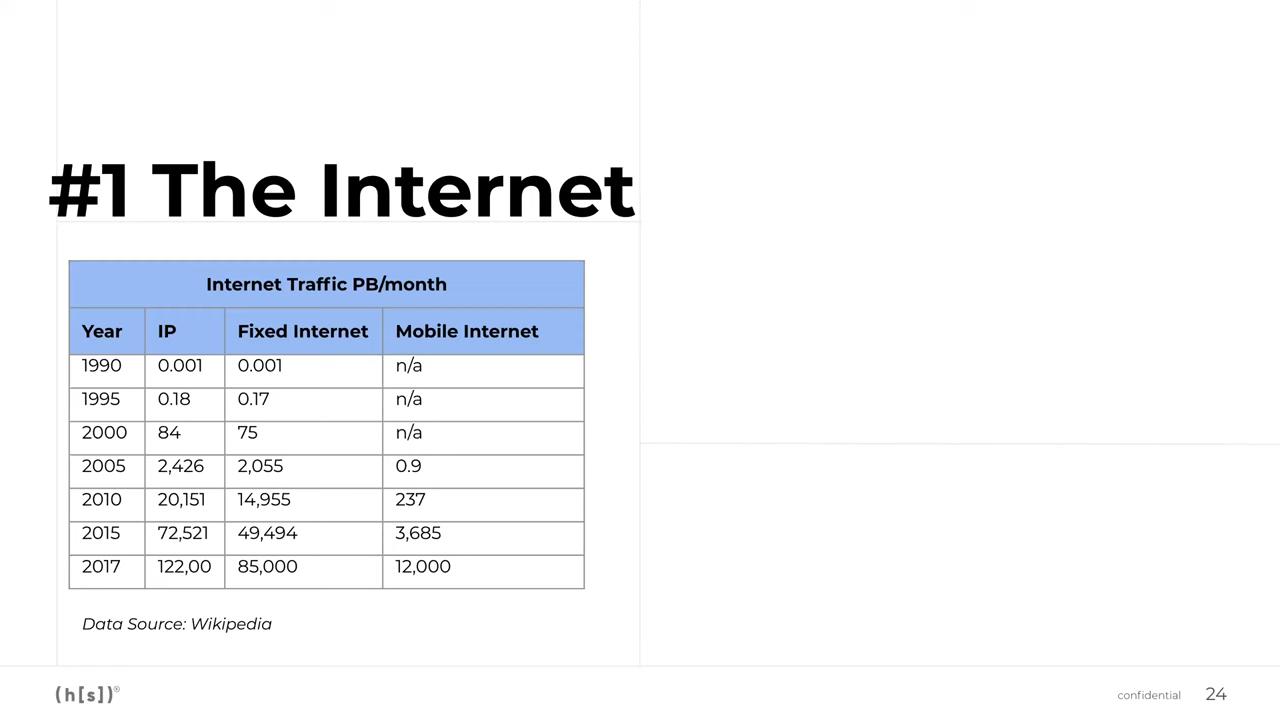 #1 The Internet
Internet Traffic PB/month
Year IP Fixed Internet Mobile Internet
1990 0.001 0.001 n/a
1995 0.18 0.17 n/a
2000 84 75 n/a
2005 2,426 2,055 0.9
2010 20,151 14,955 237
2015 72,521 49,494 3,685
2017 122,00 85,000 12,000
Data Source: Wikipedia
(h[s])® confidential 24